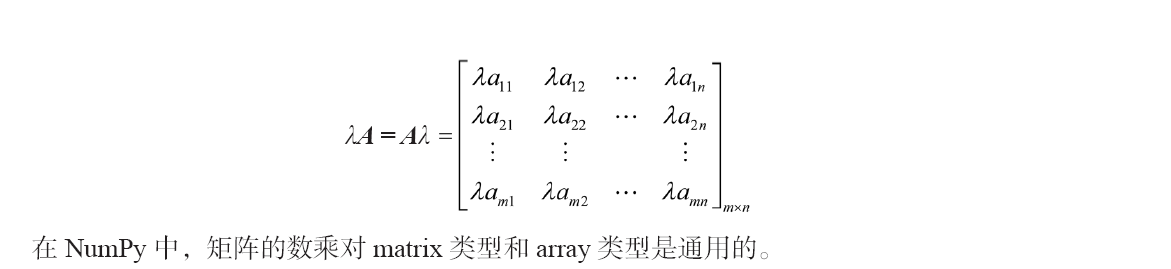 λa₁₁ λa₁₂ ⋯ λa₁ₙ
λa₂₁ λa₂₂ ⋯ λa₂ₙ
λA = Aλ =
⋮ ⋮ ⋮
λaₘ₁ λaₘ₂ ⋯ λaₘₙ
m×n
在 NumPy 中，矩阵的数乘对 matrix 类型和 array 类型是通用的。